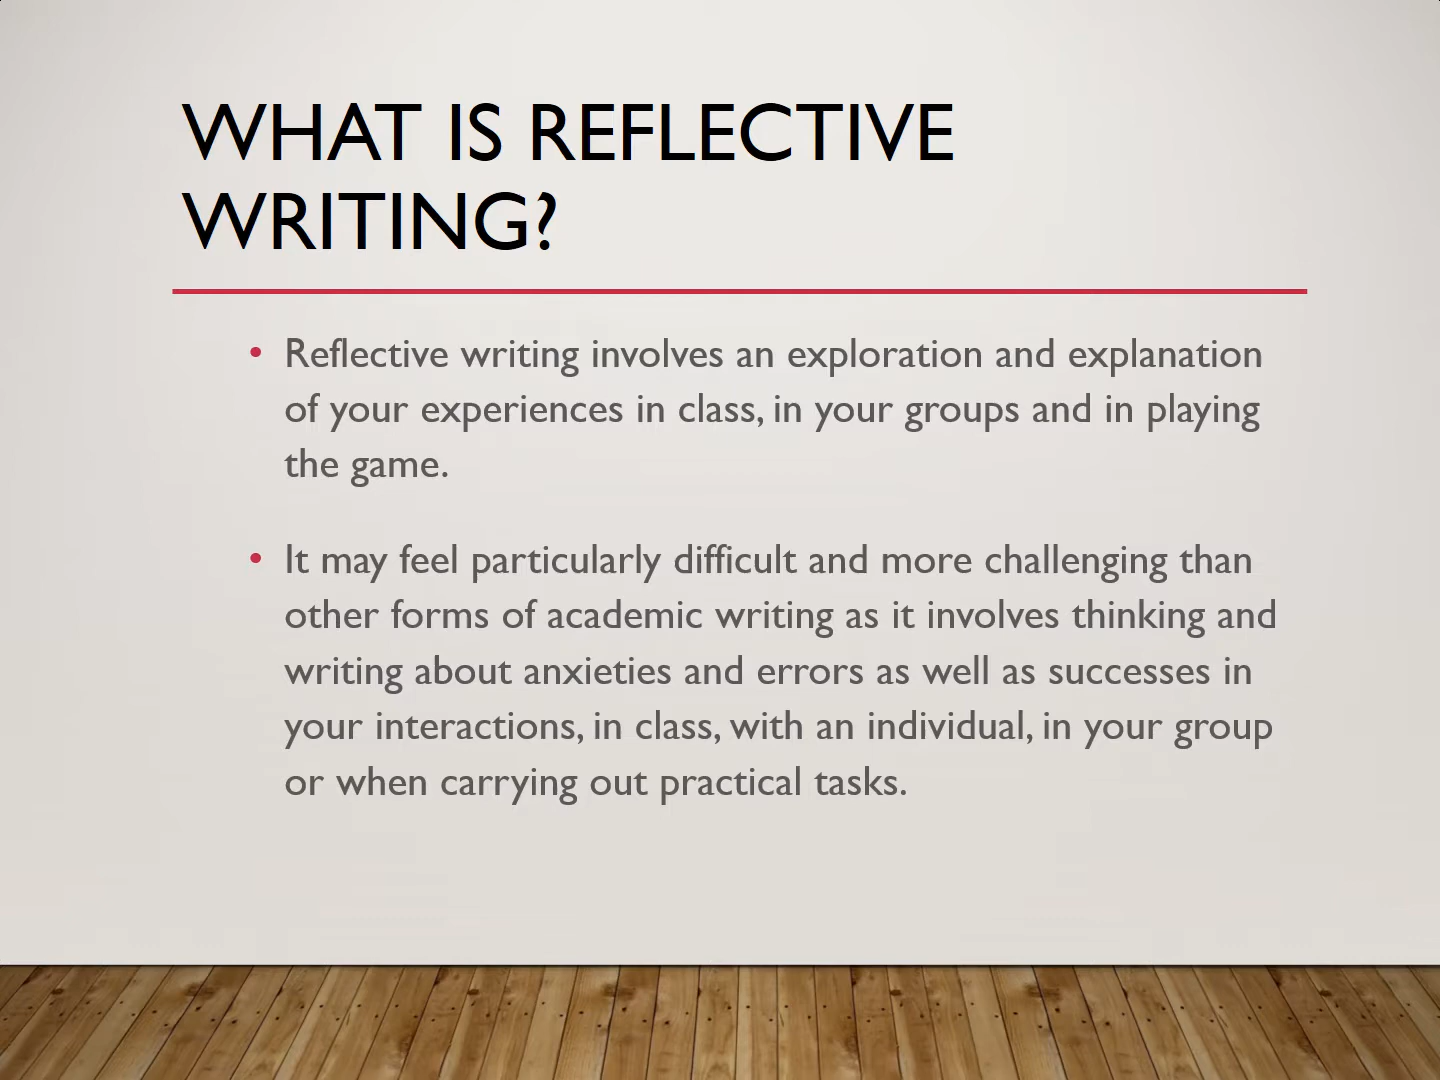 WHAT IS REFLECTIVE
WRITING?
• Reflective writing involves an exploration and explanation
of your experiences in class, in your groups and in playing
the game.
• It may feel particularly difficult and more challenging than
other forms of academic writing as it involves thinking and
writing about anxieties and errors as well as successes in
your interactions, in class, with an individual, in your group
or when carrying out practical tasks.